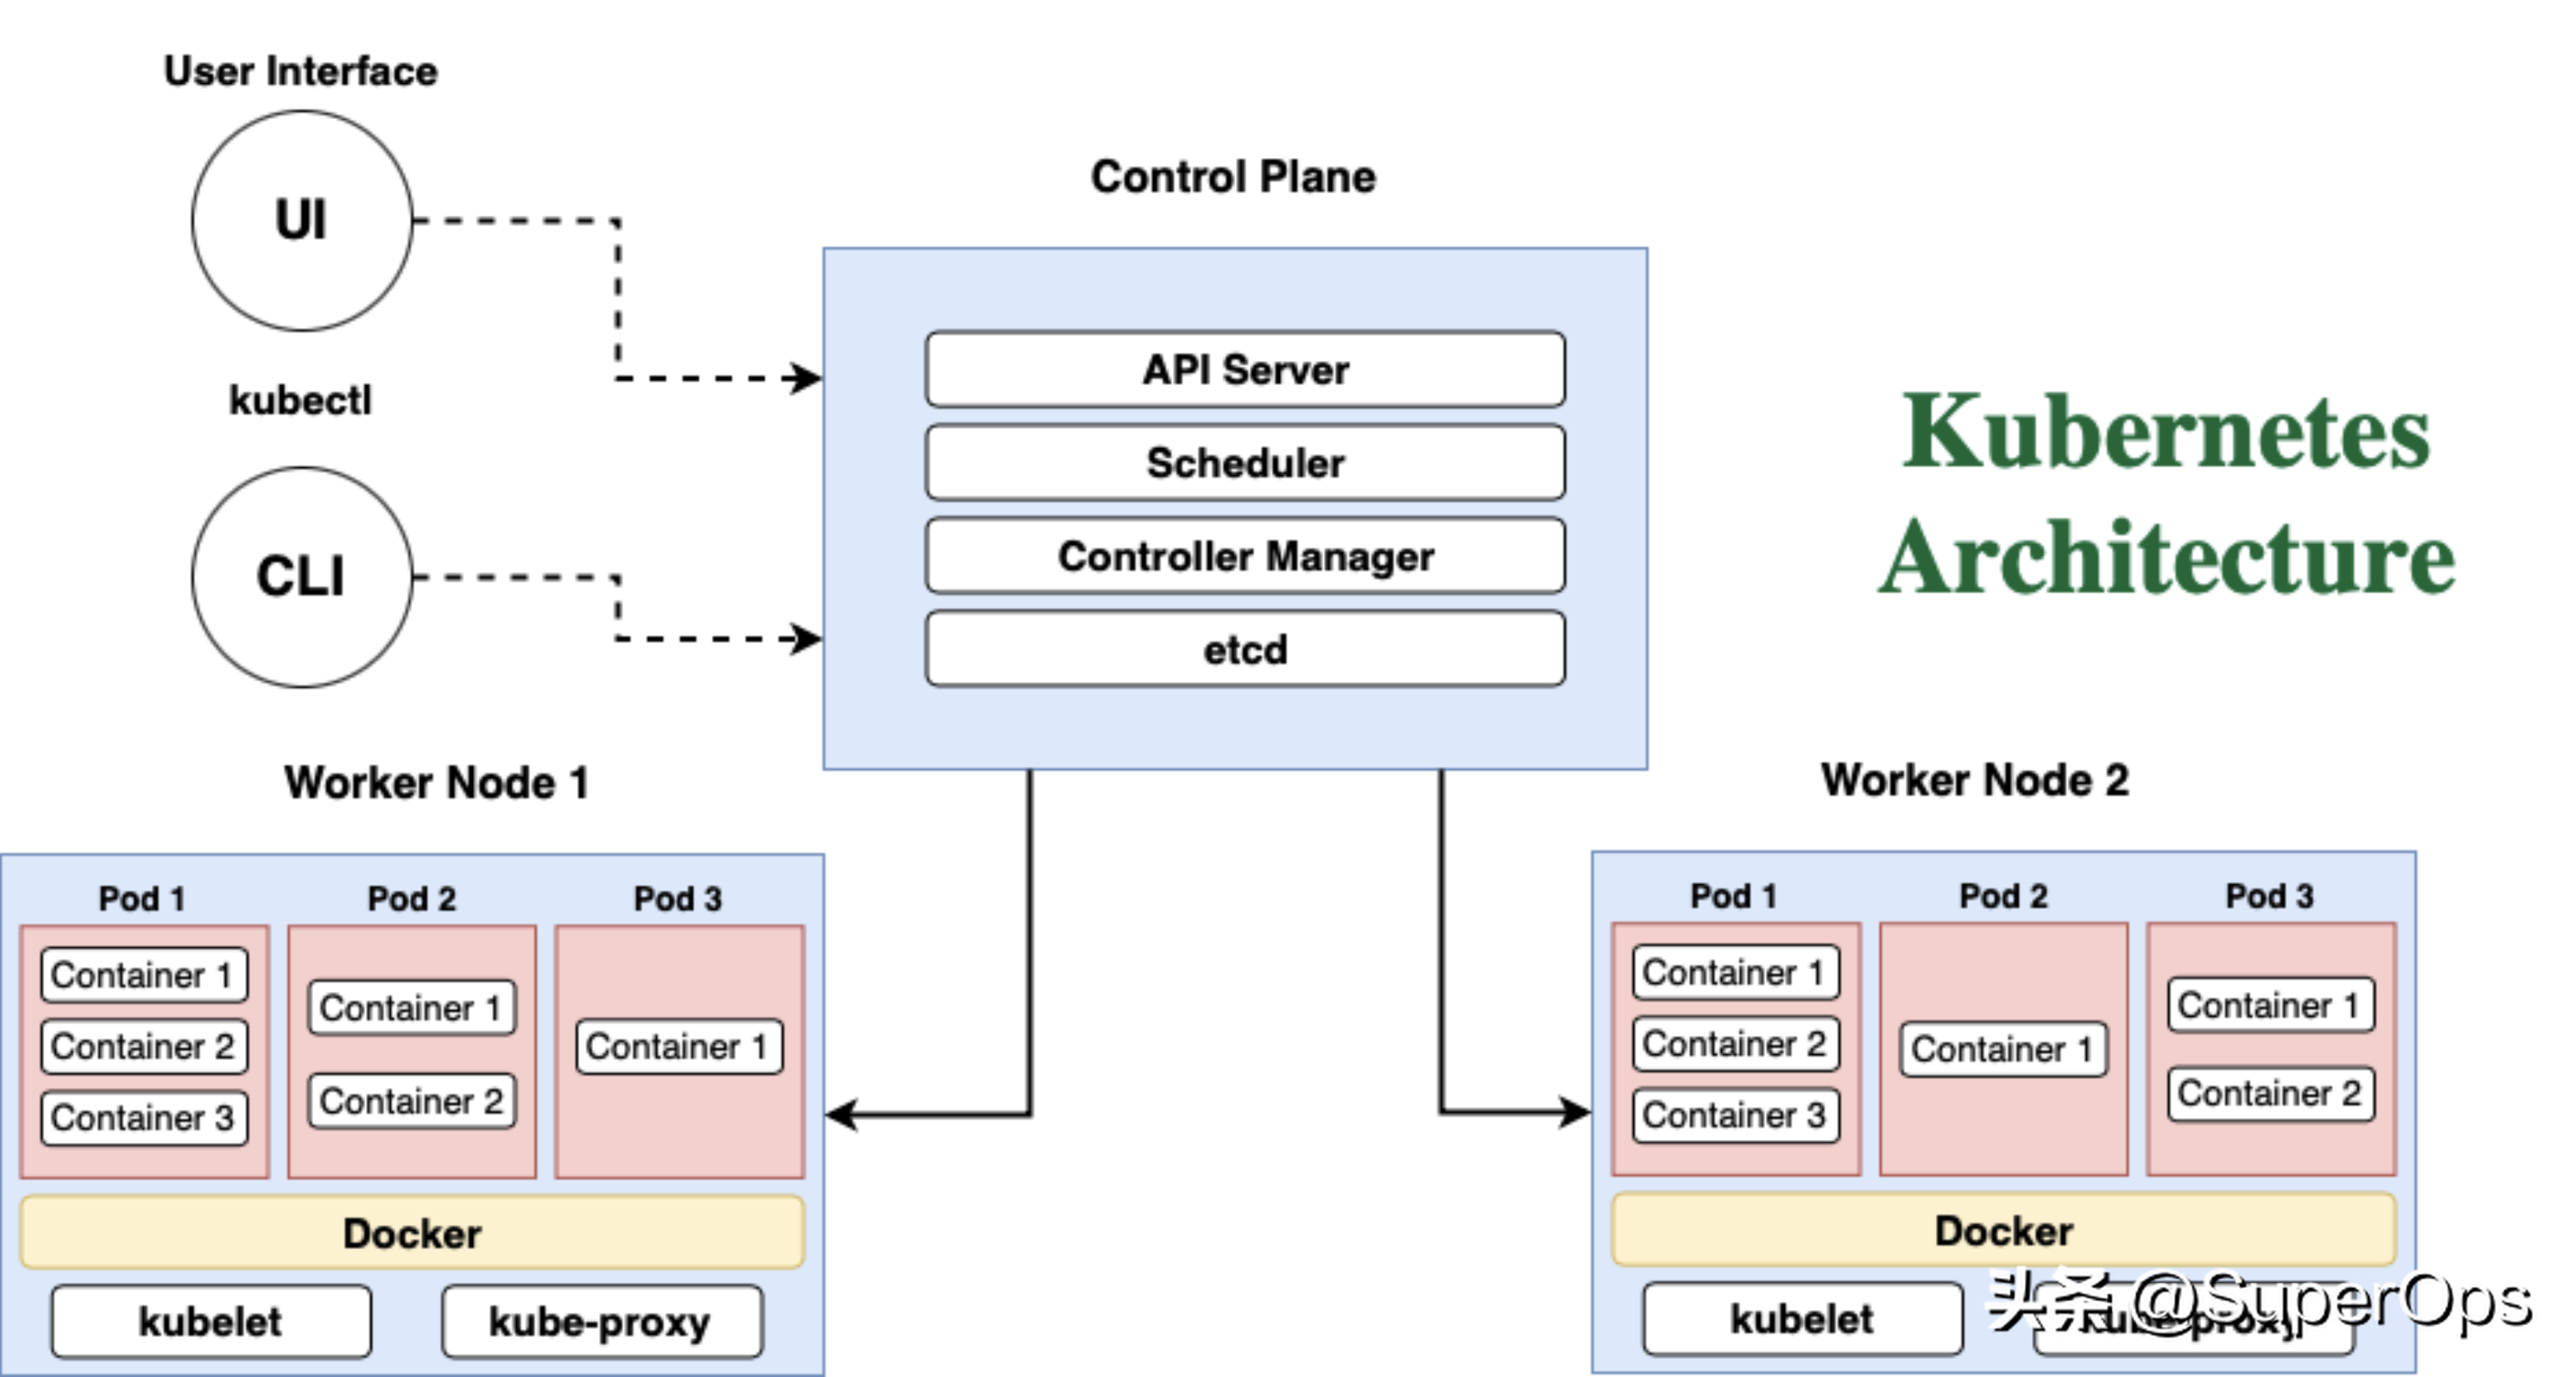 User Interface
UI
kubectl
CLI
Control Plane
API Server
Scheduler
Controller Manager
etcd
Kubernetes
Architecture
Worker Node 1
Pod 1
Container 1
Container 2
Container 3
Pod 2
Container 1
Container 2
Pod 3
Container 1
Docker
kubelet
kube-proxy
Worker Node 2
Pod 1
Container 1
Container 2
Container 3
Pod 2
Container 1
Pod 3
Container 1
Container 2
Docker
kubelet
kube-proxy
头条 @SuperOps